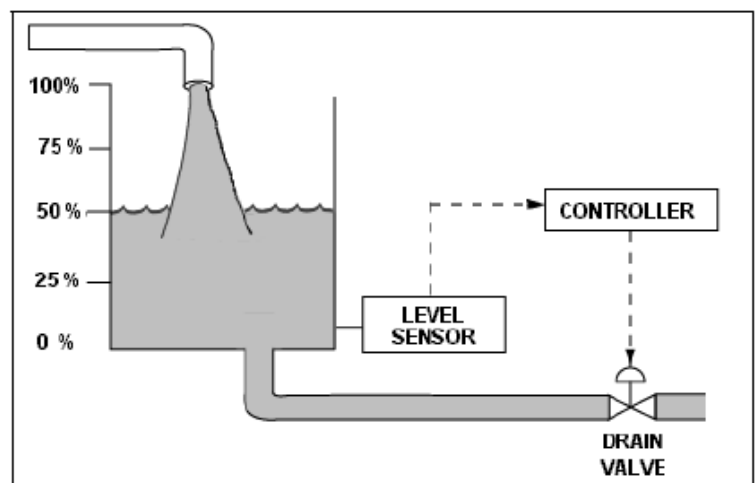 100%
75 %
50 %
25 %
0 %
CONTROLLER
LEVEL
SENSOR
DRAIN
VALVE